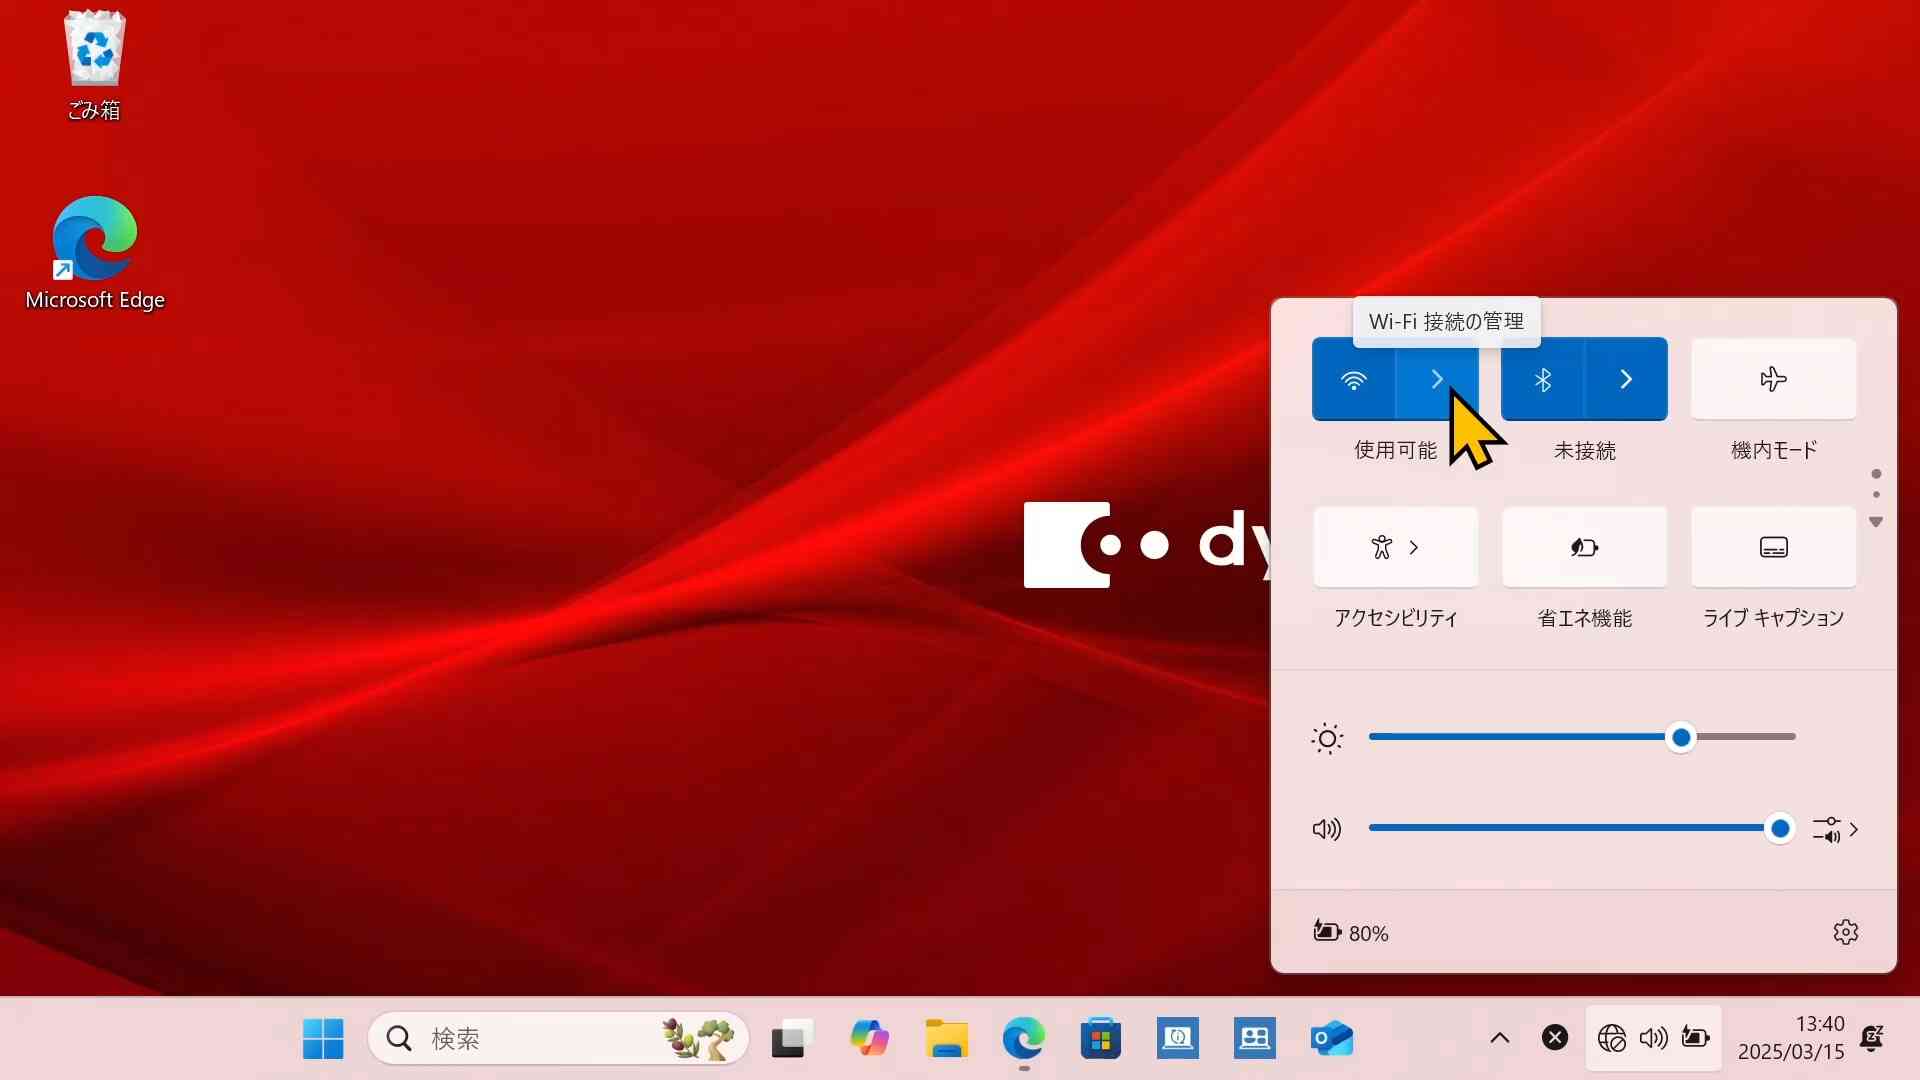 ごみ箱
Microsoft Edge
Wi-Fi 接続の管理
使用可能
未接続
機内モード
dy
アクセシビリティ
省エネ機能
ライブ キャプション
80%
検索
13:40
2025/03/15